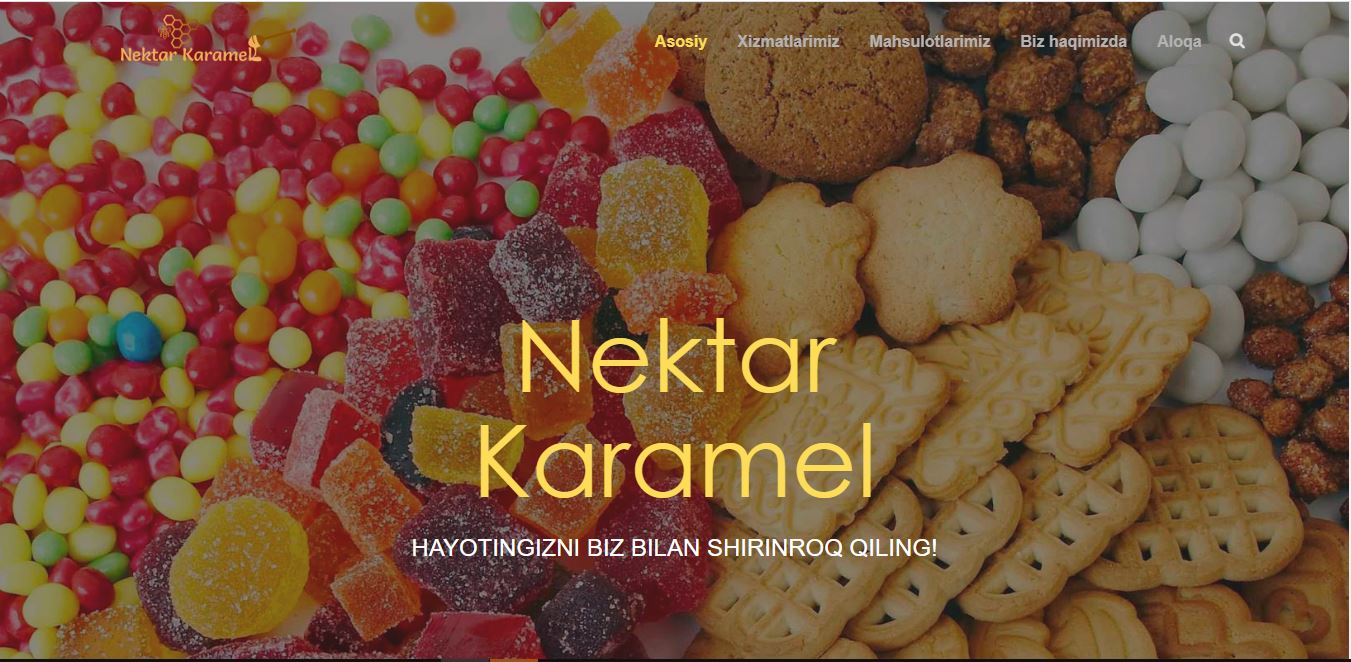 Nektar Karamel
Asosiy Xizmatlarimiz Mahsulotlarimiz Biz haqimizda Aloqa
Nektar
Karamel
HAYOTINGIZNI BIZ BILAN SHIRINROQ QILING!